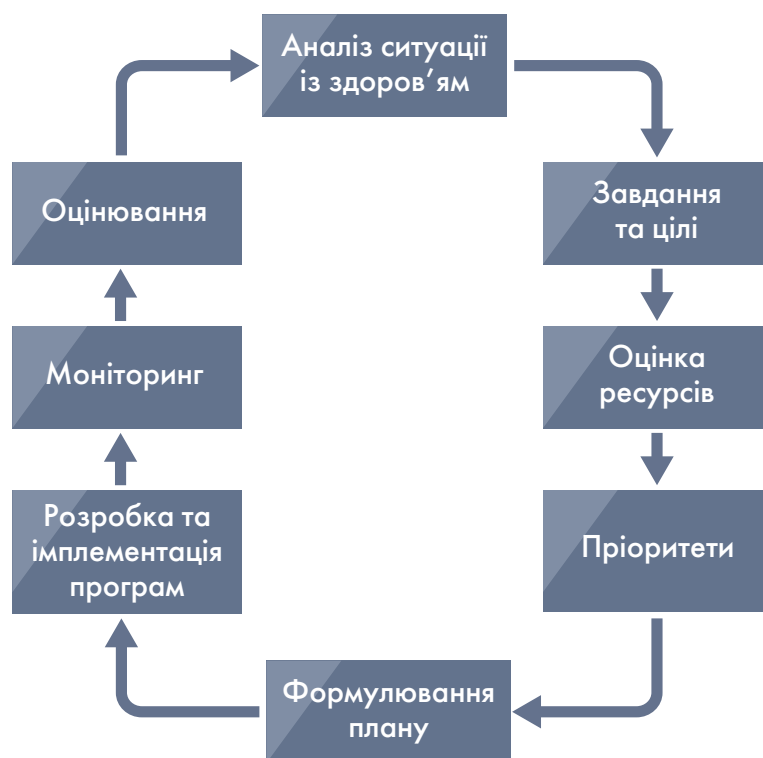 Аналіз ситуації
із здоров’ям
Завдання
та цілі
Оцінка
ресурсів
Пріоритети
Формулювання
плану
Розробка та
імплементація
програм
Моніторинг
Оцінювання